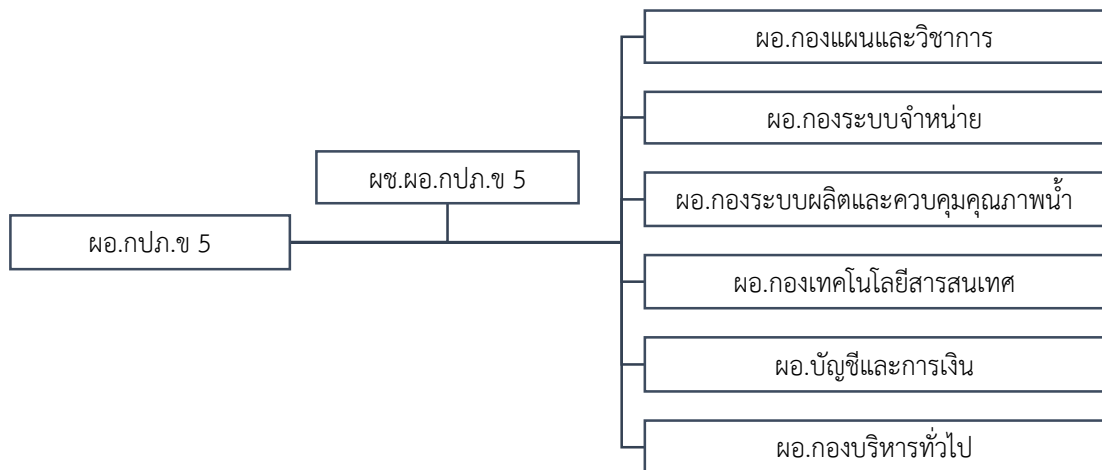 ผอ.กปภ.ข 5
ผช.ผอ.กปภ.ข 5
ผอ.กองแผนและวิชาการ
ผอ.กองระบบจำหน่าย
ผอ.กองระบบผลิตและควบคุมคุณภาพน้ำ
ผอ.กองเทคโนโลยีสารสนเทศ
ผอ.บัญชีและการเงิน
ผอ.กองบริหารทั่วไป